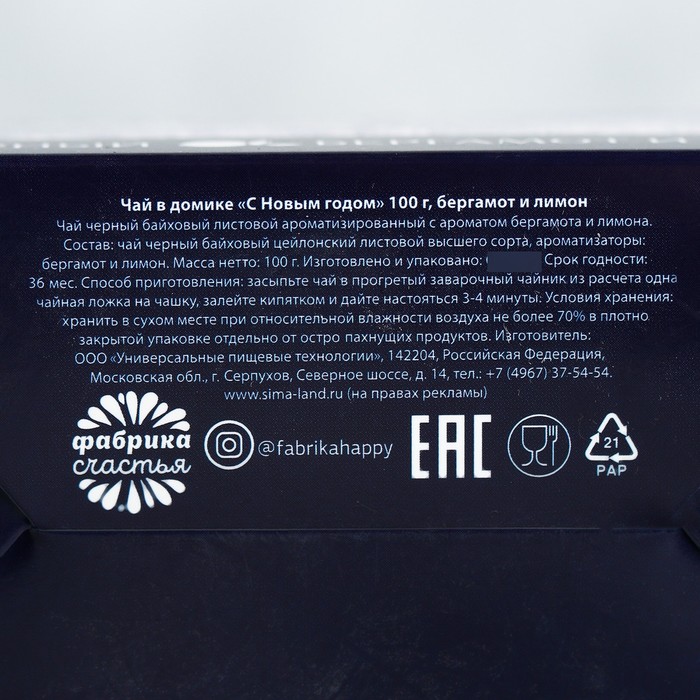 Чай в домике «С Новым годом» 100 г, бергамот и лимон
Чай черный байховый листовой ароматизированный с ароматом бергамота и лимона.
Состав: чай черный байховый цейлонский листовой высшего сорта, ароматизаторы:
бергамот и лимон. Масса нетто: 100 г. Изготовлено и упаковано: Срок годности:
36 мес. Способ приготовления: засыпьте чай в прогретый заварочный чайник из расчета одна
чайная ложка на чашку, залейте кипятком и дайте настояться 3-4 минуты. Условия хранения:
хранить в сухом месте при относительной влажности воздуха не более 70% в плотно
закрытой упаковке отдельно от остро пахнущих продуктов. Изготовитель:
ООО «Универсальные пищевые технологии», 142204, Российская Федерация,
Московская обл., г. Серпухов, Северное шоссе, д. 14, тел.: +7 (4967) 37-54-54.
www.sima-land.ru (на правах рекламы)
фабрика
счастья
@fabrikahappy
EAC
21
PAP